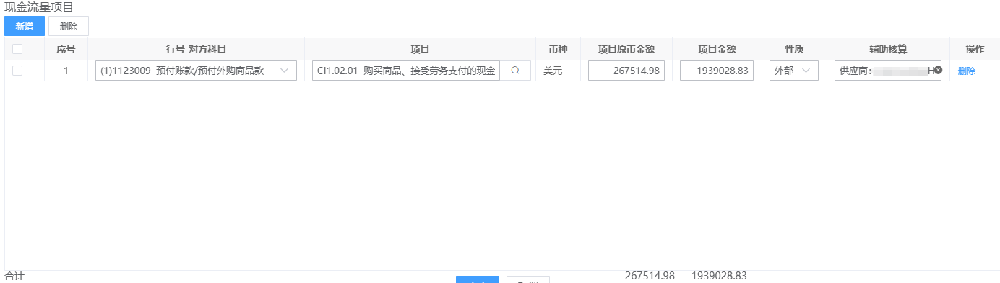 现金流量项目
新增 删除
序号 行号-对方科目 项目 币种 项目原币金额 项目金额 性质 辅助核算 操作
1 (1)1123009 预付账款/预付外购商品款 CI1.02.01 购买商品、接受劳务支付的现金 美元 267514.98 1939028.83 外部 供应商: 删除
合计 267514.98 1939028.83